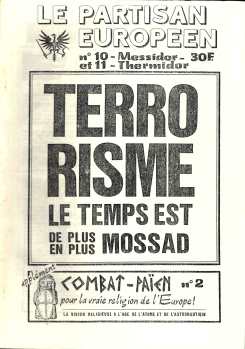 LE PARTISAN
EUROPEEN
n° 10 - Messidor - 30F
et 11 - Thermidor
TERRO
RISME
LE TEMPS EST
DE PLUS
EN PLUS MOSSAD
Supplément
COMBAT-PAÏEN n° 2
pour la vraie religion de l'Europe!
LA VISION RELIGIEUSE A L'AGE DE L'ATOME ET DE L'ASTRONAUTIQUE